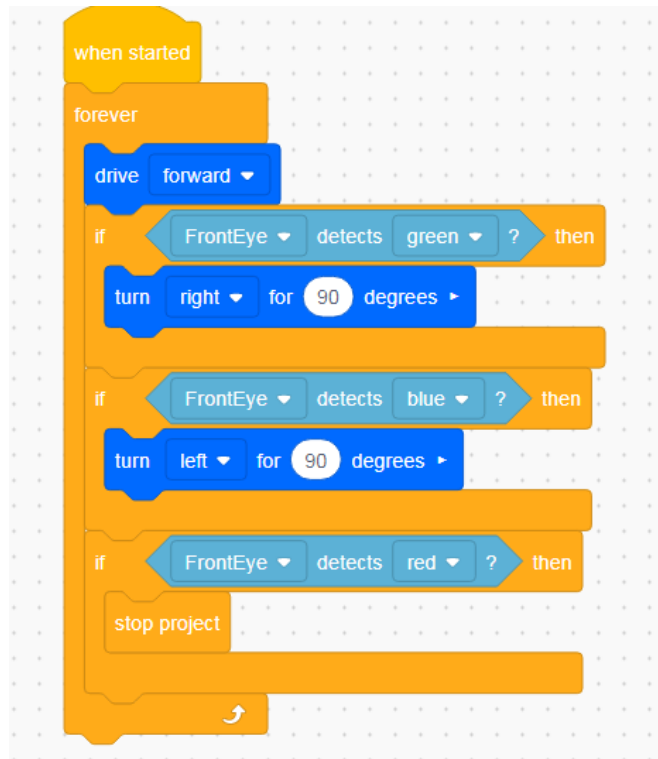 when started
forever
drive forward
if FrontEye detects green ? then
turn right for 90 degrees
if FrontEye detects blue ? then
turn left for 90 degrees
if FrontEye detects red ? then
stop project